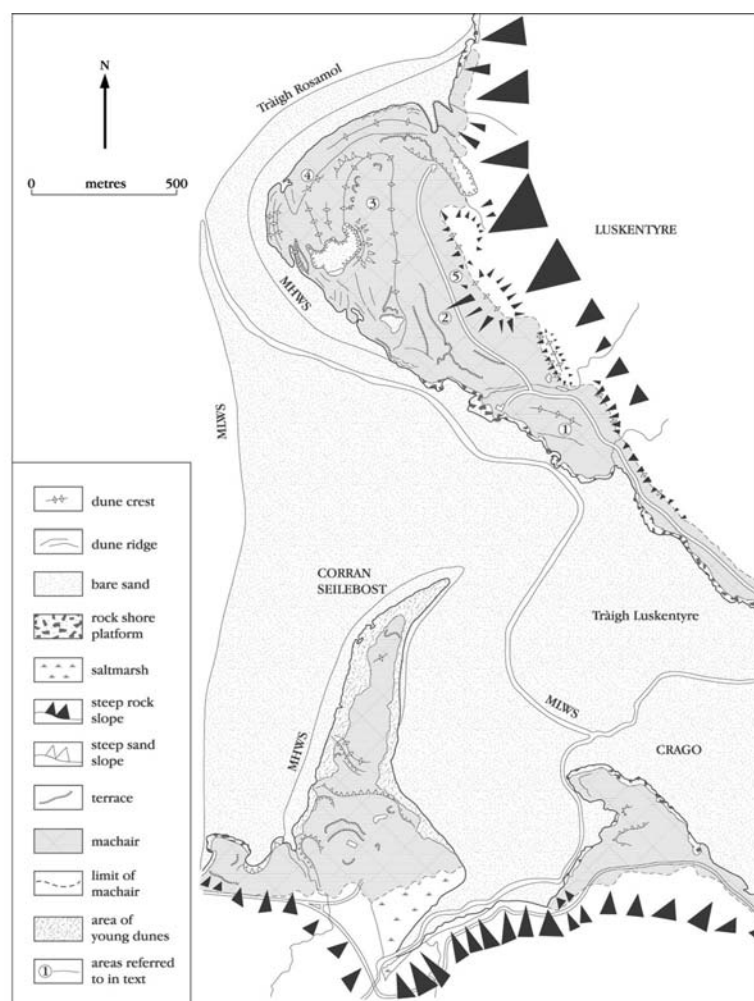 N
0 metres 500
Tràigh Rosamol
④
③
LUSKENTYRE
⑤
②
MHWS
①
MLWS
CORRAN
SEILEBOST
Tràigh Luskentyre
MLWS
CRAGO
MHWS
dune crest
dune ridge
bare sand
rock shore
platform
saltmarsh
steep rock
slope
steep sand
slope
terrace
machair
limit of
machair
area of
young dunes
① areas referred
to in text